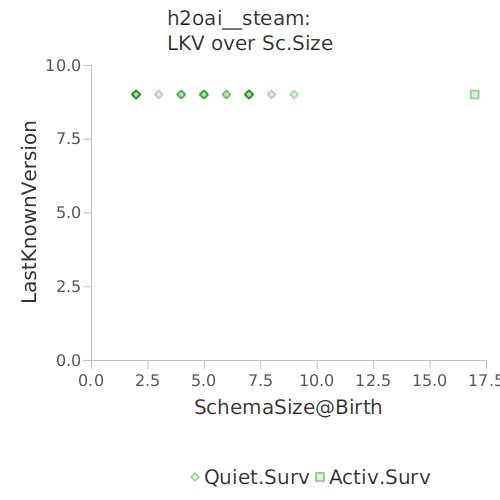 h2oai__steam:
LKV over Sc.Size
10.0
7.5
5.0
2.5
0.0
LastKnownVersion
0.0 2.5 5.0 7.5 10.0 12.5 15.0 17.5
SchemaSize@Birth
Quiet.Surv Activ.Surv